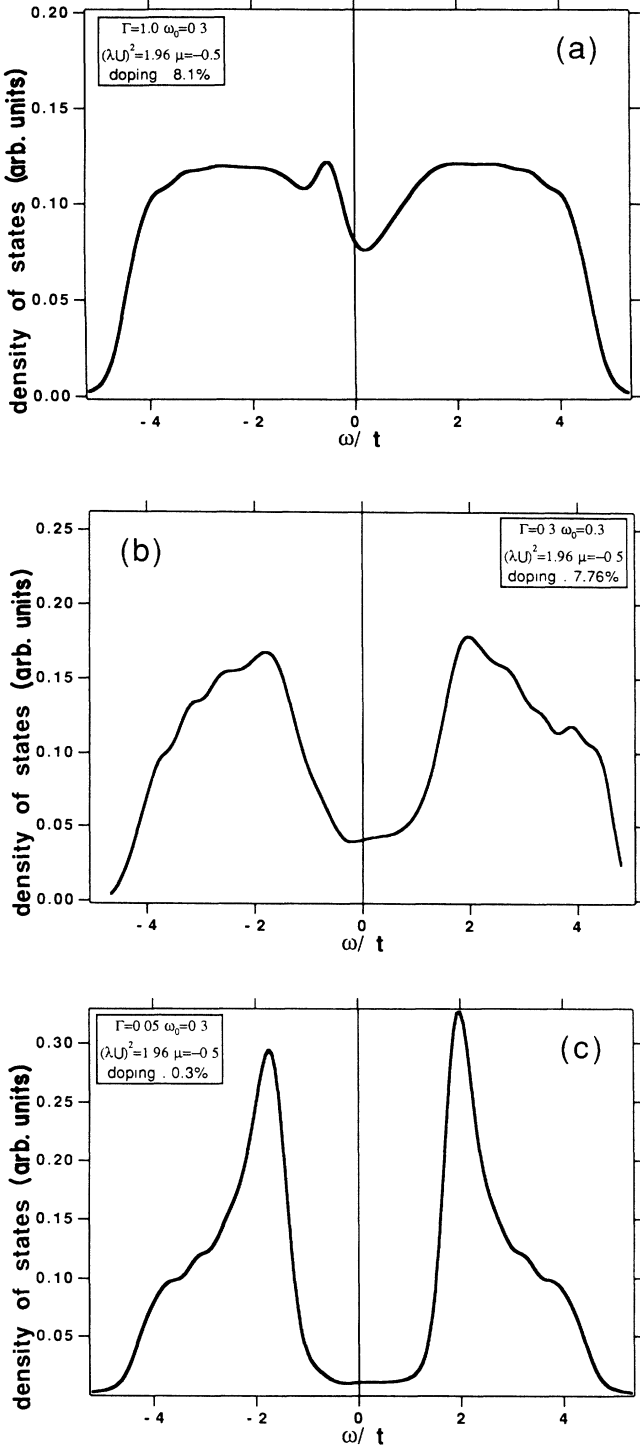 0.20
Γ=1.0 ω₀=0 3
(λU)²=1.96 μ=−0.5
doping 8.1%
(a)
0.15
0.10
0.05
0.00
density of states (arb. units)
- 4
- 2
0
2
4
ω/ t
0.25
(b)
Γ=0 3 ω₀=0.3
(λU)²=1.96 μ=−0 5
doping . 7.76%
0.20
0.15
0.10
0.05
0.00
density of states (arb. units)
- 4
- 2
0
2
4
ω/ t
Γ=0 05 ω₀=0 3
(λU)²=1 96 μ=−0 5
doping . 0.3%
(c)
0.30
0.25
0.20
0.15
0.10
0.05
density of states (arb. units)
- 4
- 2
0
2
4
ω/ t